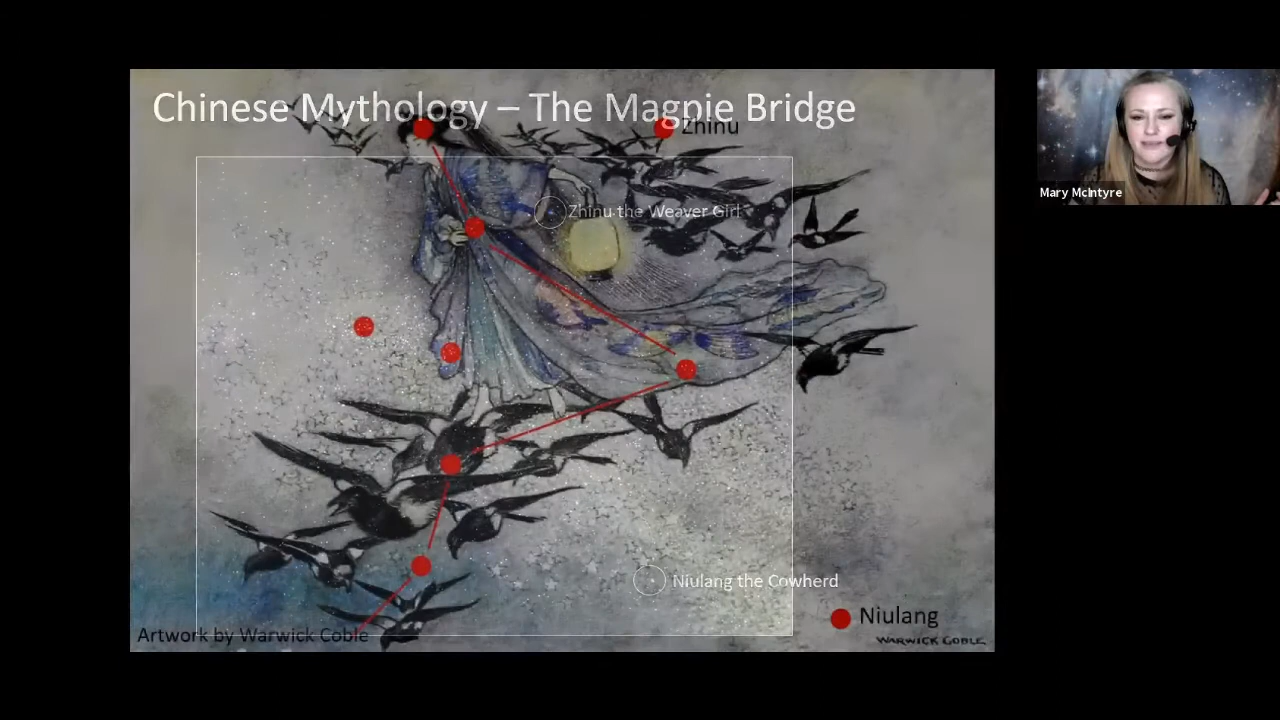 Chinese Mythology – The Magpie Bridge
Zhinu
Zhinu the Weaver Girl
Mary McIntyre
Niulang the Cowherd
Niulang
Artwork by Warwick Coble
WARWICK GOBLE